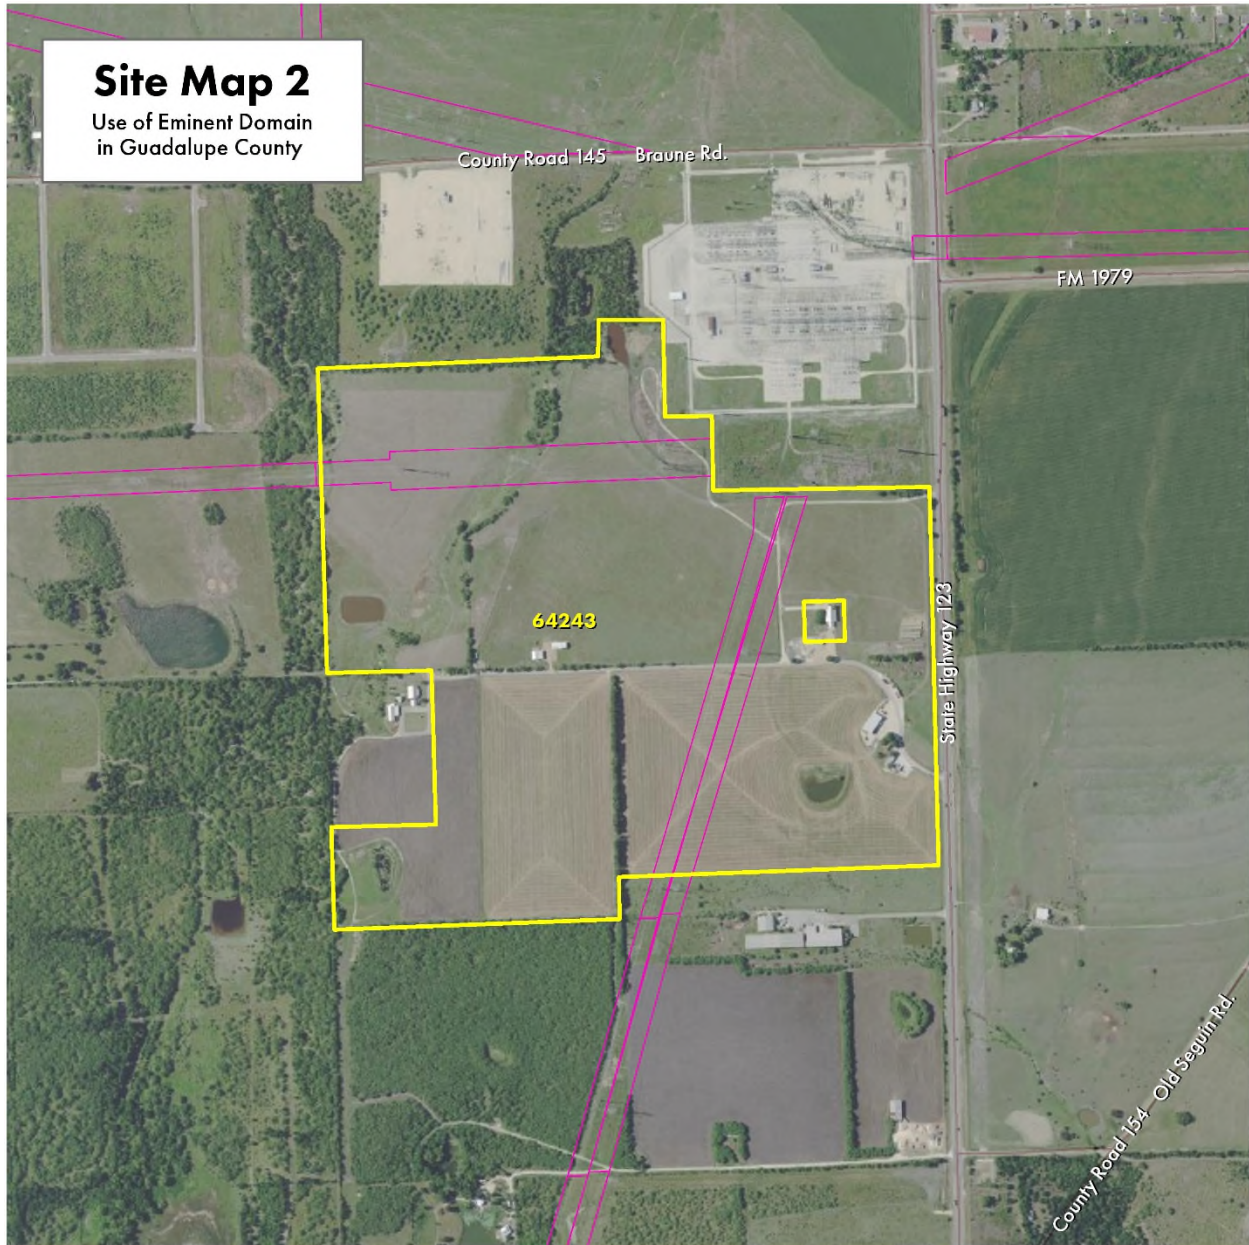 Site Map 2
Use of Eminent Domain
in Guadalupe County
County Road 145 Braune Rd.
FM 1979
64243
State Highway 123
County Road 154 Old Seguin Rd.